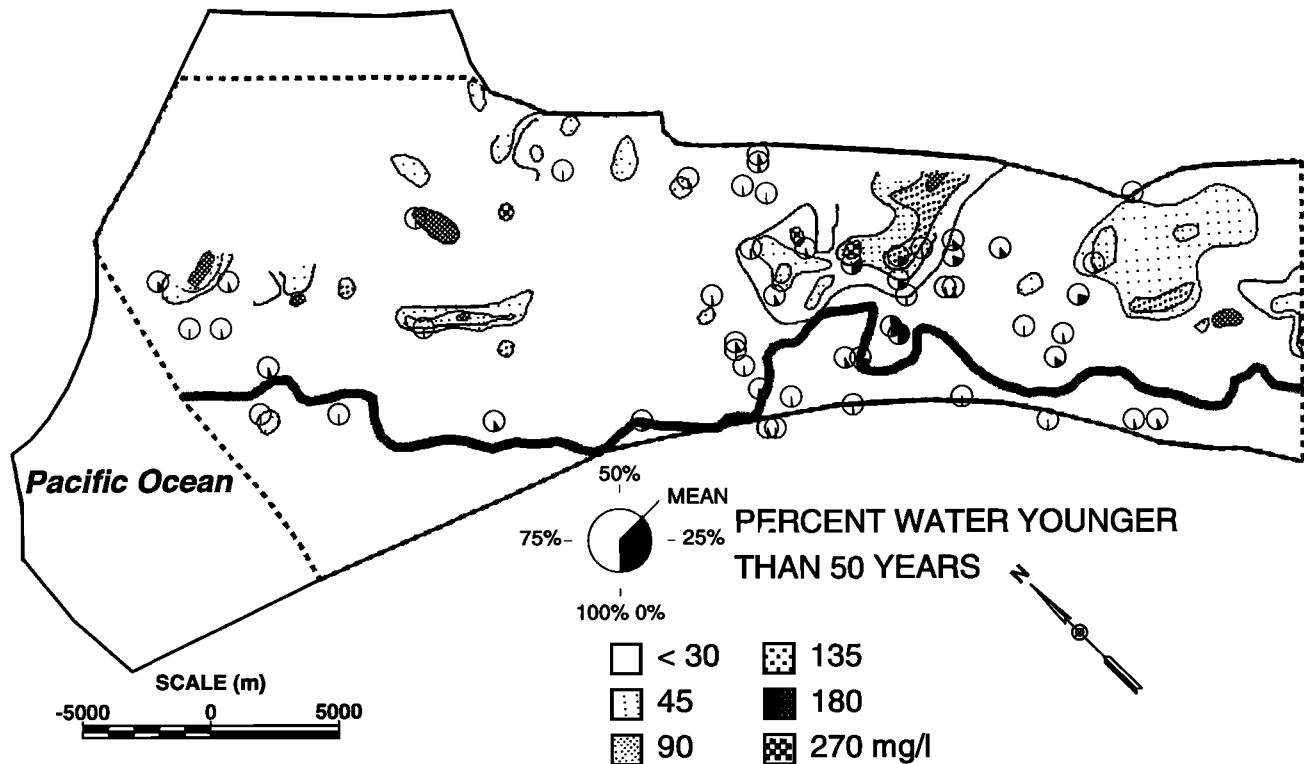 Pacific Ocean
50%
MEAN
75%
25%
100% 0%
PERCENT WATER YOUNGER
THAN 50 YEARS
N
< 30
135
45
180
90
270 mg/l
SCALE (m)
-5000 0 5000